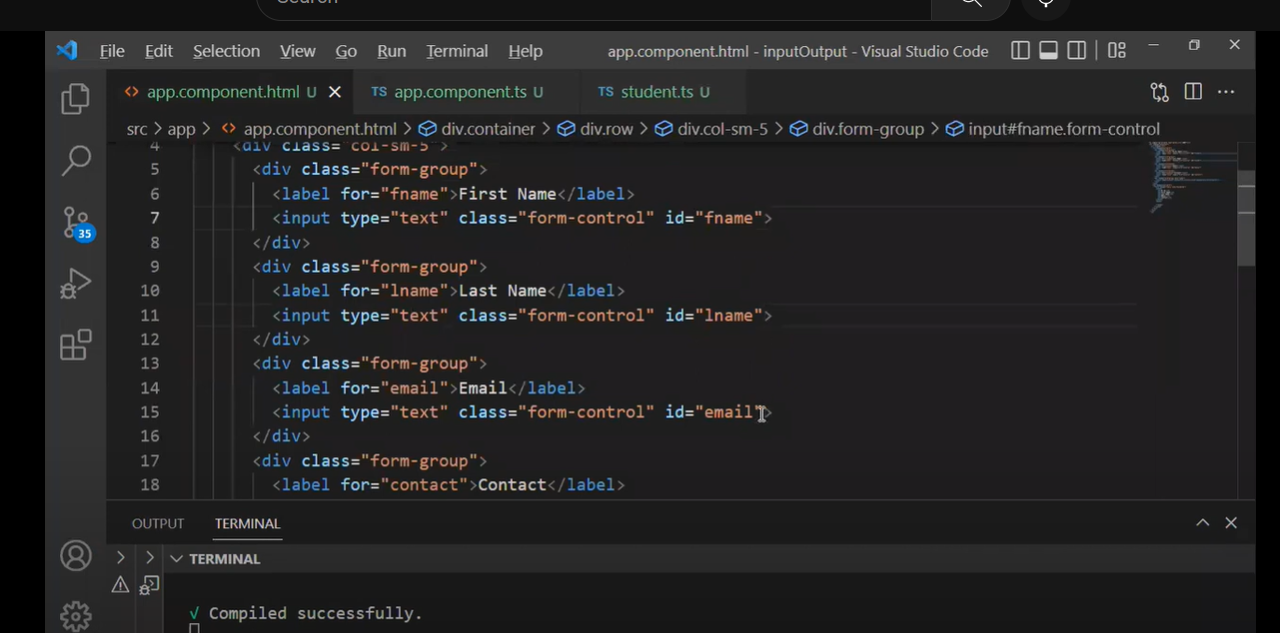 Search
File Edit Selection View Go Run Terminal Help app.component.html - inputOutput - Visual Studio Code
<> app.component.html U TS app.component.ts U TS student.ts U
src > app > <> app.component.html > div.container > div.row > div.col-sm-5 > div.form-group > input#fname.form-control
4 <div class="col-sm-5">
5 <div class="form-group">
6 <label for="fname">First Name</label>
7 <input type="text" class="form-control" id="fname">
8 </div>
9 <div class="form-group">
10 <label for="lname">Last Name</label>
11 <input type="text" class="form-control" id="lname">
12 </div>
13 <div class="form-group">
14 <label for="email">Email</label>
15 <input type="text" class="form-control" id="email">
16 </div>
17 <div class="form-group">
18 <label for="contact">Contact</label>
35
OUTPUT TERMINAL
TERMINAL
√ Compiled successfully.